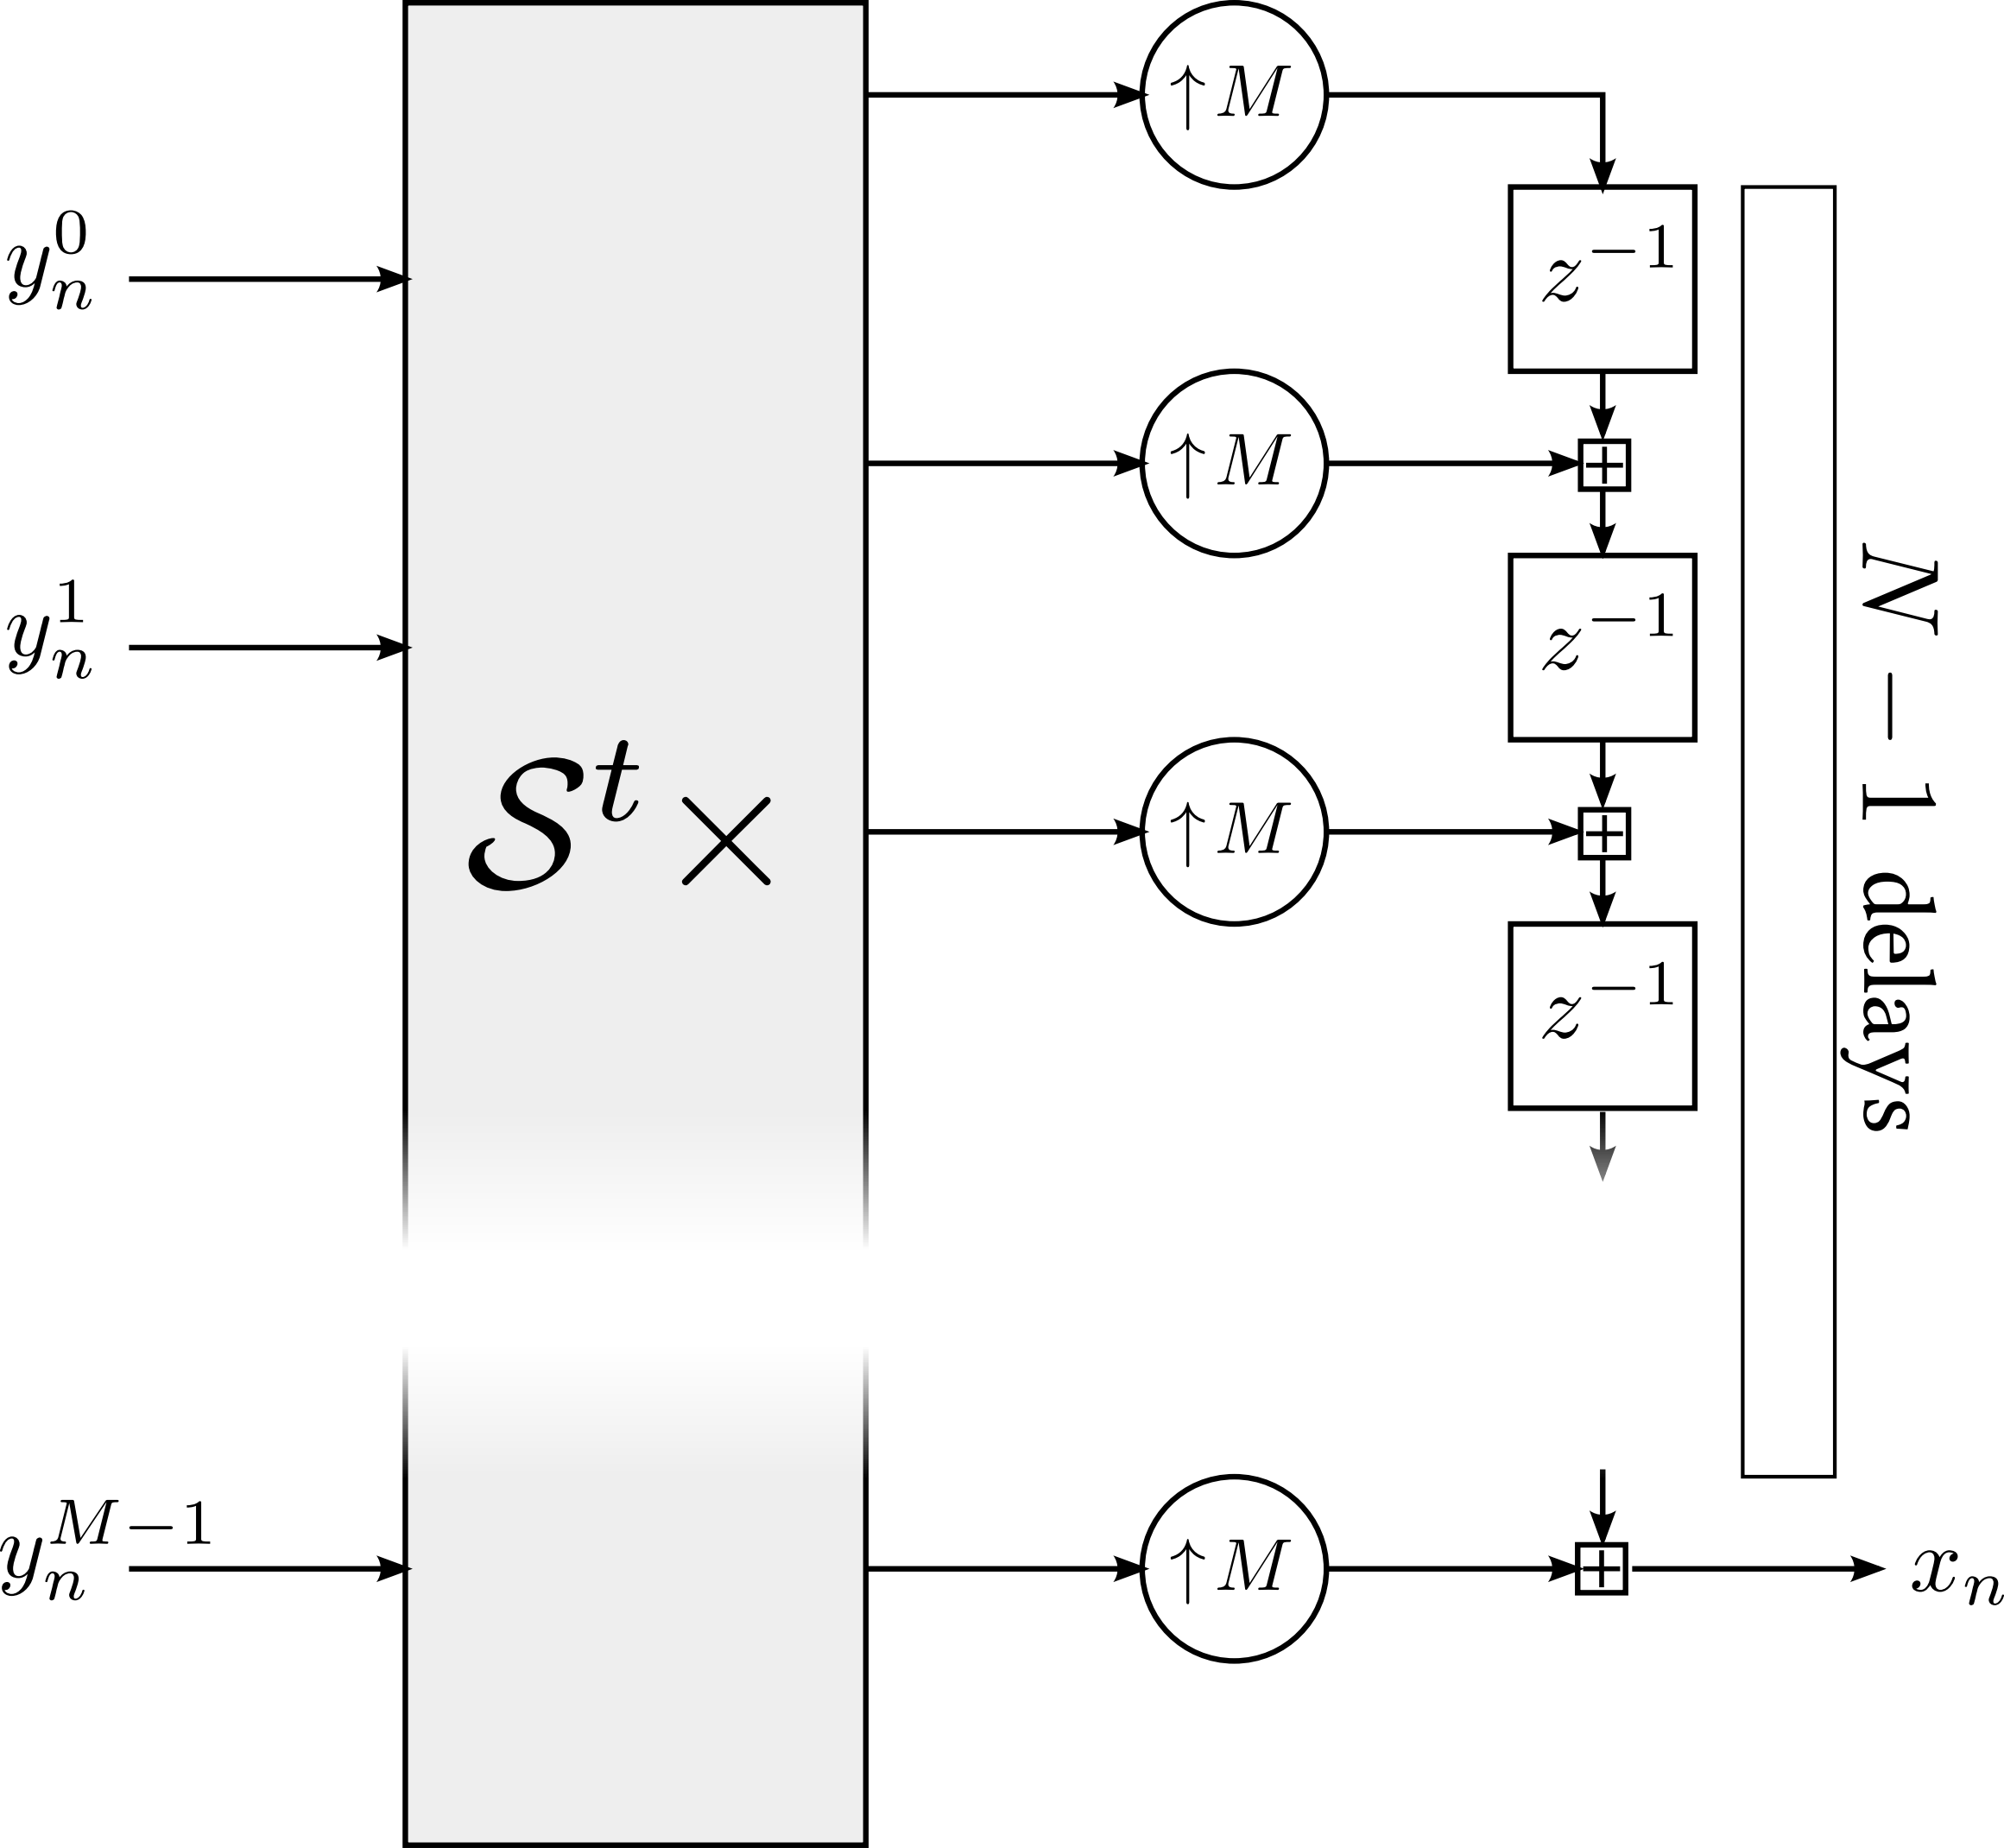 ↑M
y_n^0
z^{-1}
↑M
+
y_n^1
z^{-1}
S^t×
↑M
+
z^{-1}
N − 1 delays
y_n^{M−1}
↑M
+
x_n